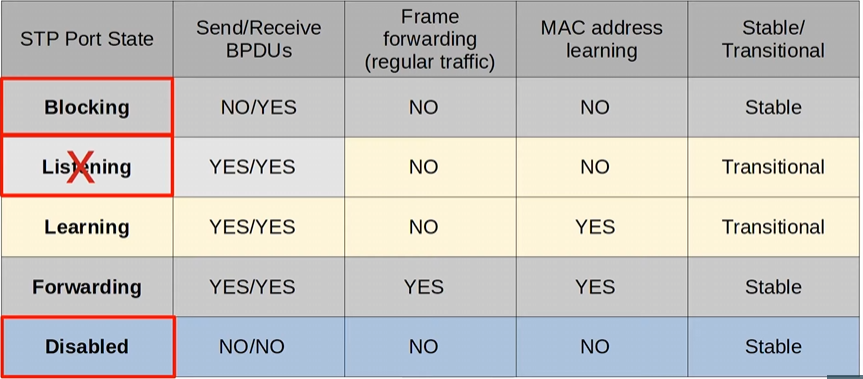 STP Port State
Send/Receive
BPDUs
Frame
forwarding
(regular traffic)
MAC address
learning
Stable/
Transitional
Blocking
NO/YES
NO
NO
Stable
Listening
YES/YES
NO
NO
Transitional
Learning
YES/YES
NO
YES
Transitional
Forwarding
YES/YES
YES
YES
Stable
Disabled
NO/NO
NO
NO
Stable